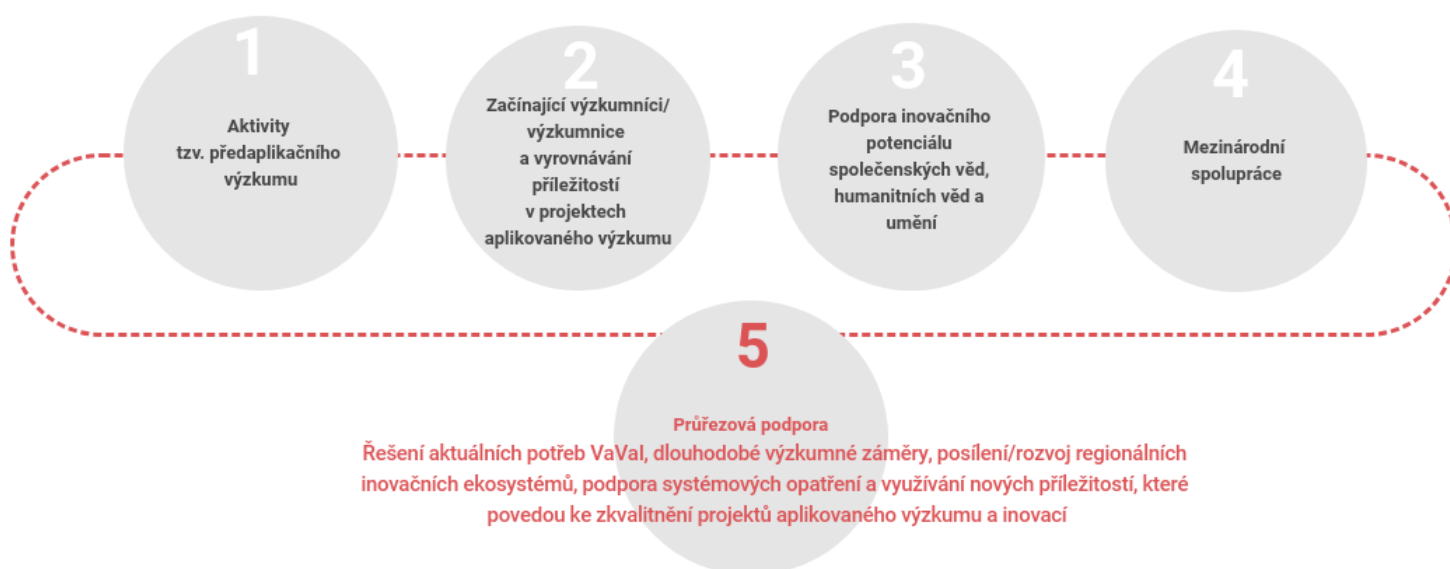 1
Aktivity
tzv. předaplikačního
výzkumu
2
Začínající výzkumníci/
výzkumnice
a vyrovnávání
příležitostí
v projektech
aplikovaného výzkumu
3
Podpora inovačního
potenciálu
společenských věd,
humanitních věd a
umění
4
Mezinárodní
spolupráce
5
Průřezová podpora
Řešení aktuálních potřeb VaVaI, dlouhodobé výzkumné záměry, posílení/rozvoj regionálních
inovačních ekosystémů, podpora systémových opatření a využívání nových příležitostí, které
povedou ke zkvalitnění projektů aplikovaného výzkumu a inovací